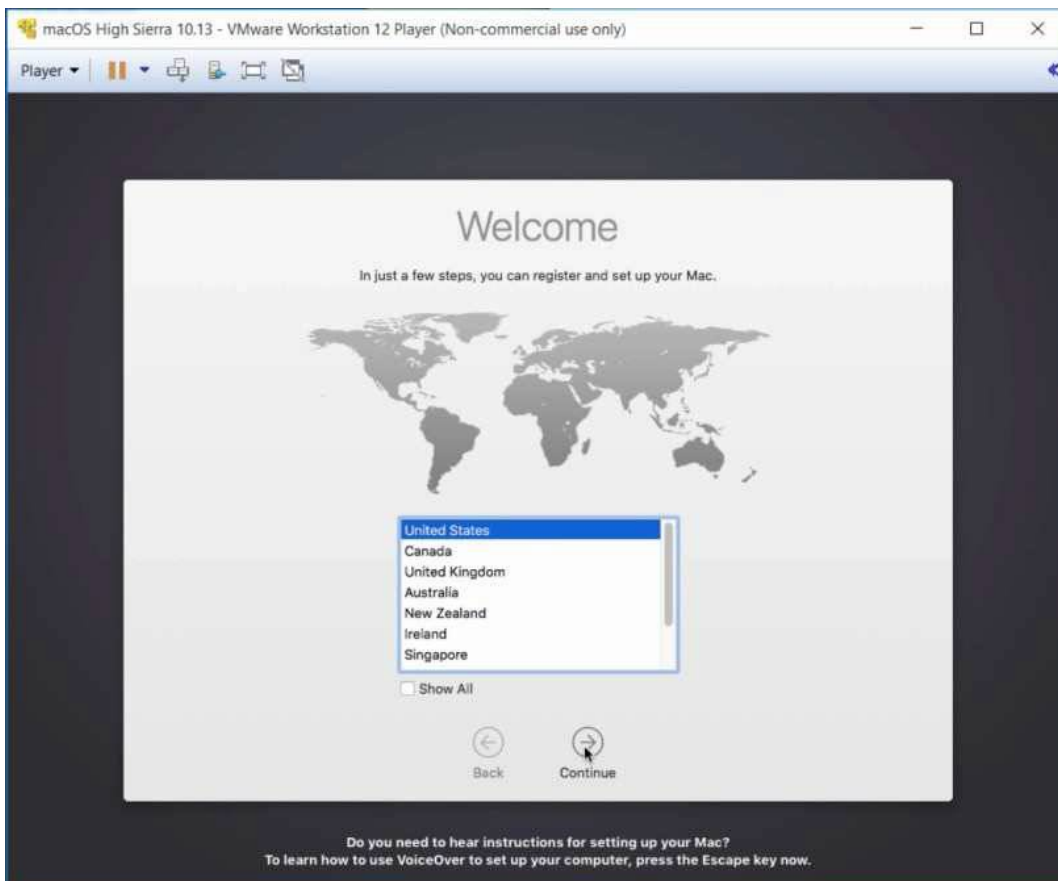 macOS High Sierra 10.13 - VMware Workstation 12 Player (Non-commercial use only)
Player
Welcome
In just a few steps, you can register and set up your Mac.
United States
Canada
United Kingdom
Australia
New Zealand
Ireland
Singapore
Show All
Back Continue
Do you need to hear instructions for setting up your Mac?
To learn how to use VoiceOver to set up your computer, press the Escape key now.